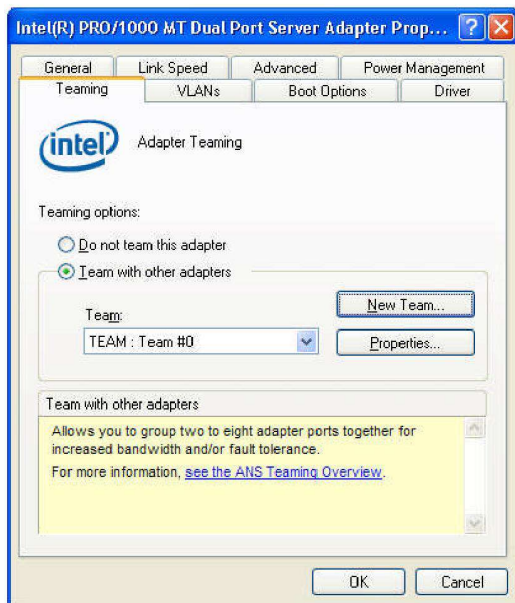 Intel(R) PRO/1000 MT Dual Port Server Adapter Prop...
General Link Speed Advanced Power Management
Teaming VLANs Boot Options Driver
intel Adapter Teaming
Teaming options:
Do not team this adapter
Team with other adapters
New Team...
Team:
TEAM : Team #0
Properties...
Team with other adapters
Allows you to group two to eight adapter ports together for
increased bandwidth and/or fault tolerance.
For more information, see the ANS Teaming Overview.
OK Cancel